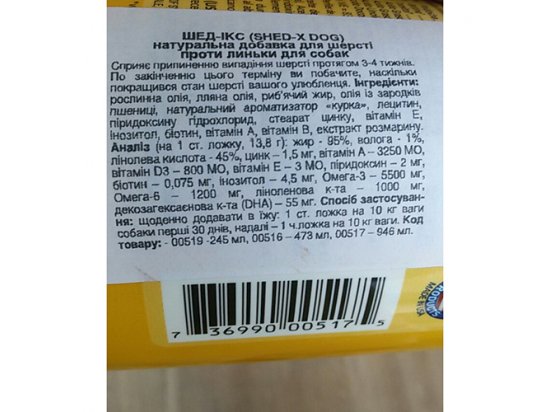 ШЕД-ІКС (SHED-X DOG)
натуральна добавка для шерсті
проти линьки для собак
Сприяє припиненню випадіння шерсті протягом 3-4 тижнів.
По закінченню цього терміну ви побачите, наскільки
покращився стан шерсті вашого улюбленця. Інгредієнти:
рослинна олія, лляна олія, риб'ячий жир, олія із зародків
пшениці, натуральний ароматизатор «курка», лецитин,
піридоксину гідрохлорид, стеарат цинку, вітамін Е,
інозитол, біотин, вітамін А, вітамін В, екстракт розмарину.
Аналіз (на 1 ст. ложку, 13,8 г): жир - 95%, волога - 1%,
лінолева кислота - 45%, цинк – 1,5 мг, вітамін А – 3250 МО,
вітамін D3 – 800 МО, вітамін Е – 3 МО, піридоксин – 2 мг,
біотин – 0,075 мг, інозитол – 4,5 мг, Омега-3 – 5500 мг,
Омега-6 – 1200 мг, ліноленова к-та – 1000 мг,
декозагексаєнова к-та (DHA) – 55 мг. Спосіб застосуван-
ня: щоденно додавати в їжу: 1 ст. ложка на 10 кг ваги
собаки перші 30 днів, надалі – 1 ч.ложка на 10 кг ваги. Код
товару: - 00519 -245 мл, 00516 – 473 мл, 00517 – 946 мл.
7 36990 00517 5
PRODUCT
MADE IN USA